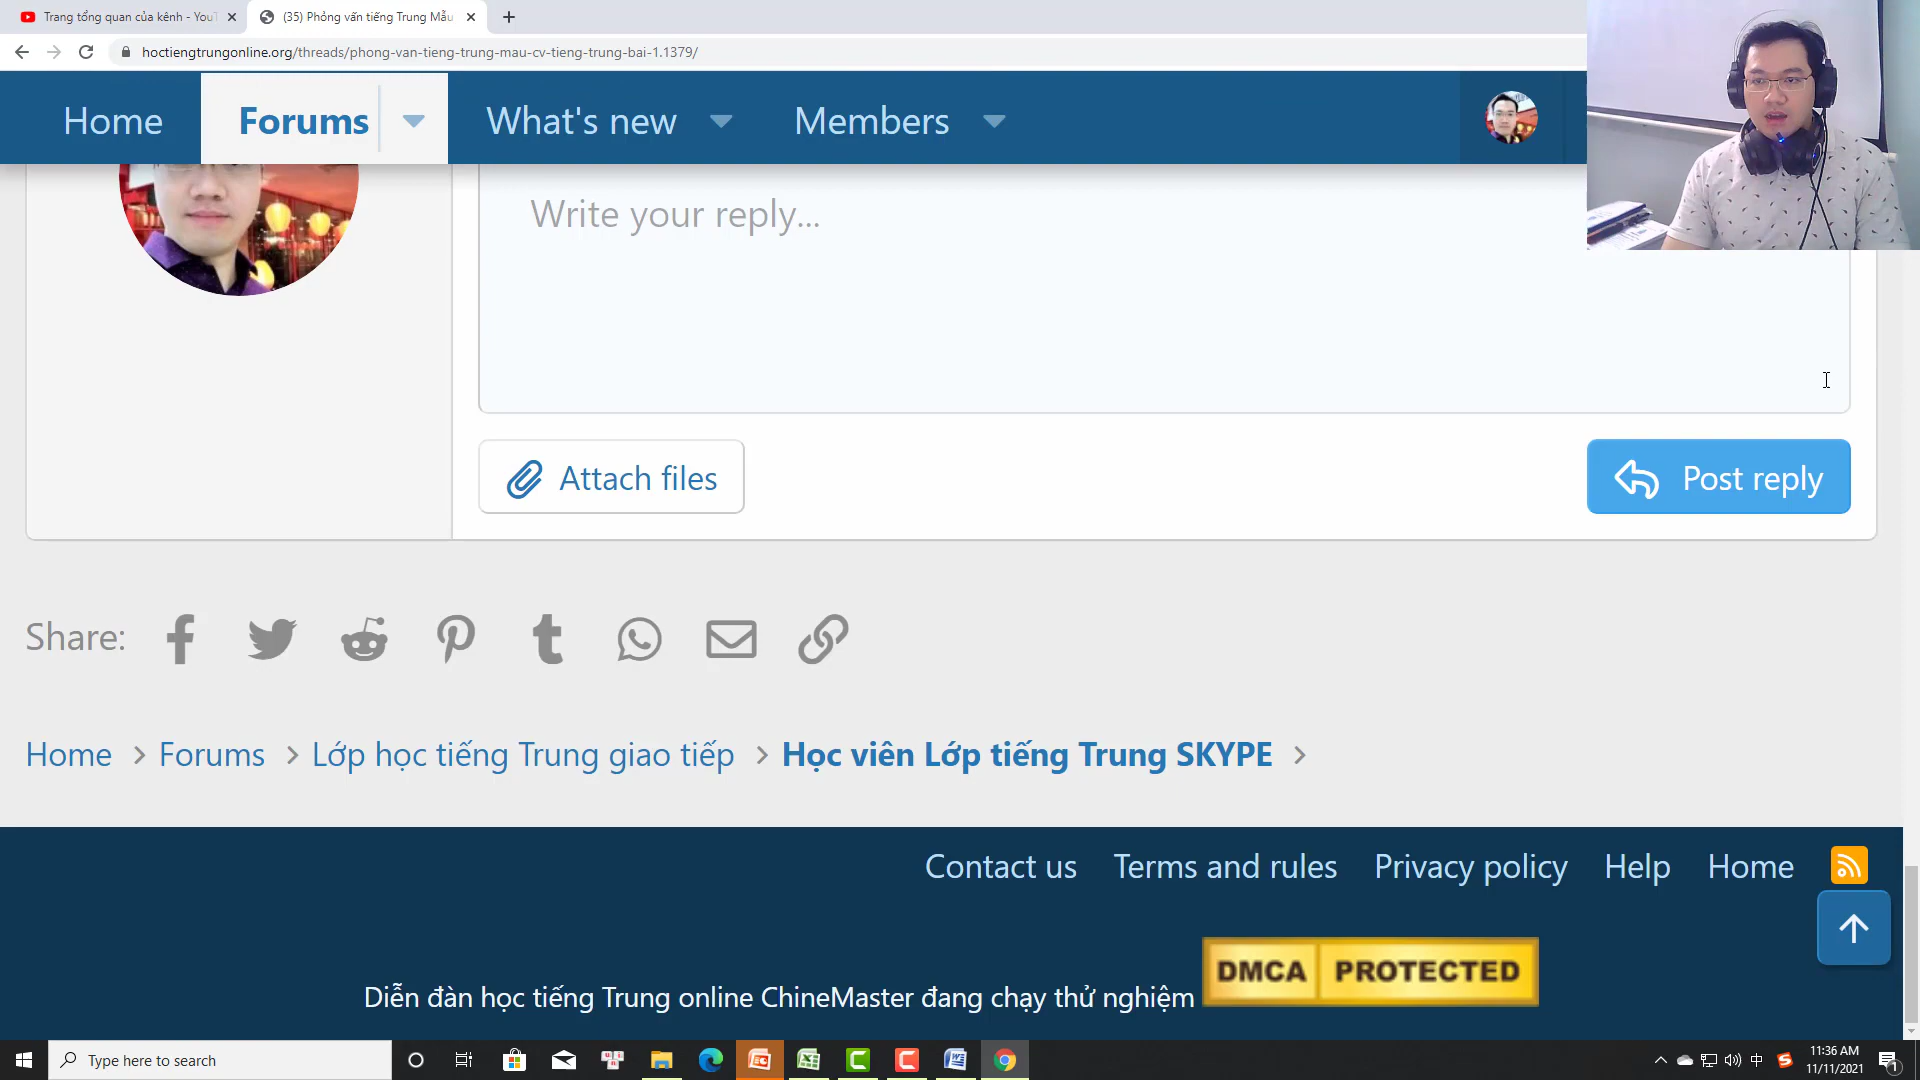 Trang tổng quan của kênh - YouT
(35) Phỏng vấn tiếng Trung Mẫu
hoctiengtrungonline.org/threads/phong-van-tieng-trung-mau-cv-tieng-trung-bai-1.1379/
Home Forums What's new Members
Write your reply...
Attach files Post reply
Share:
Home Forums Lớp học tiếng Trung giao tiếp Học viên Lớp tiếng Trung SKYPE
Contact us Terms and rules Privacy policy Help Home
Diễn đàn học tiếng Trung online ChineMaster đang chạy thử nghiệm DMCA PROTECTED
Type here to search
中
11:36 AM
11/11/2021
1